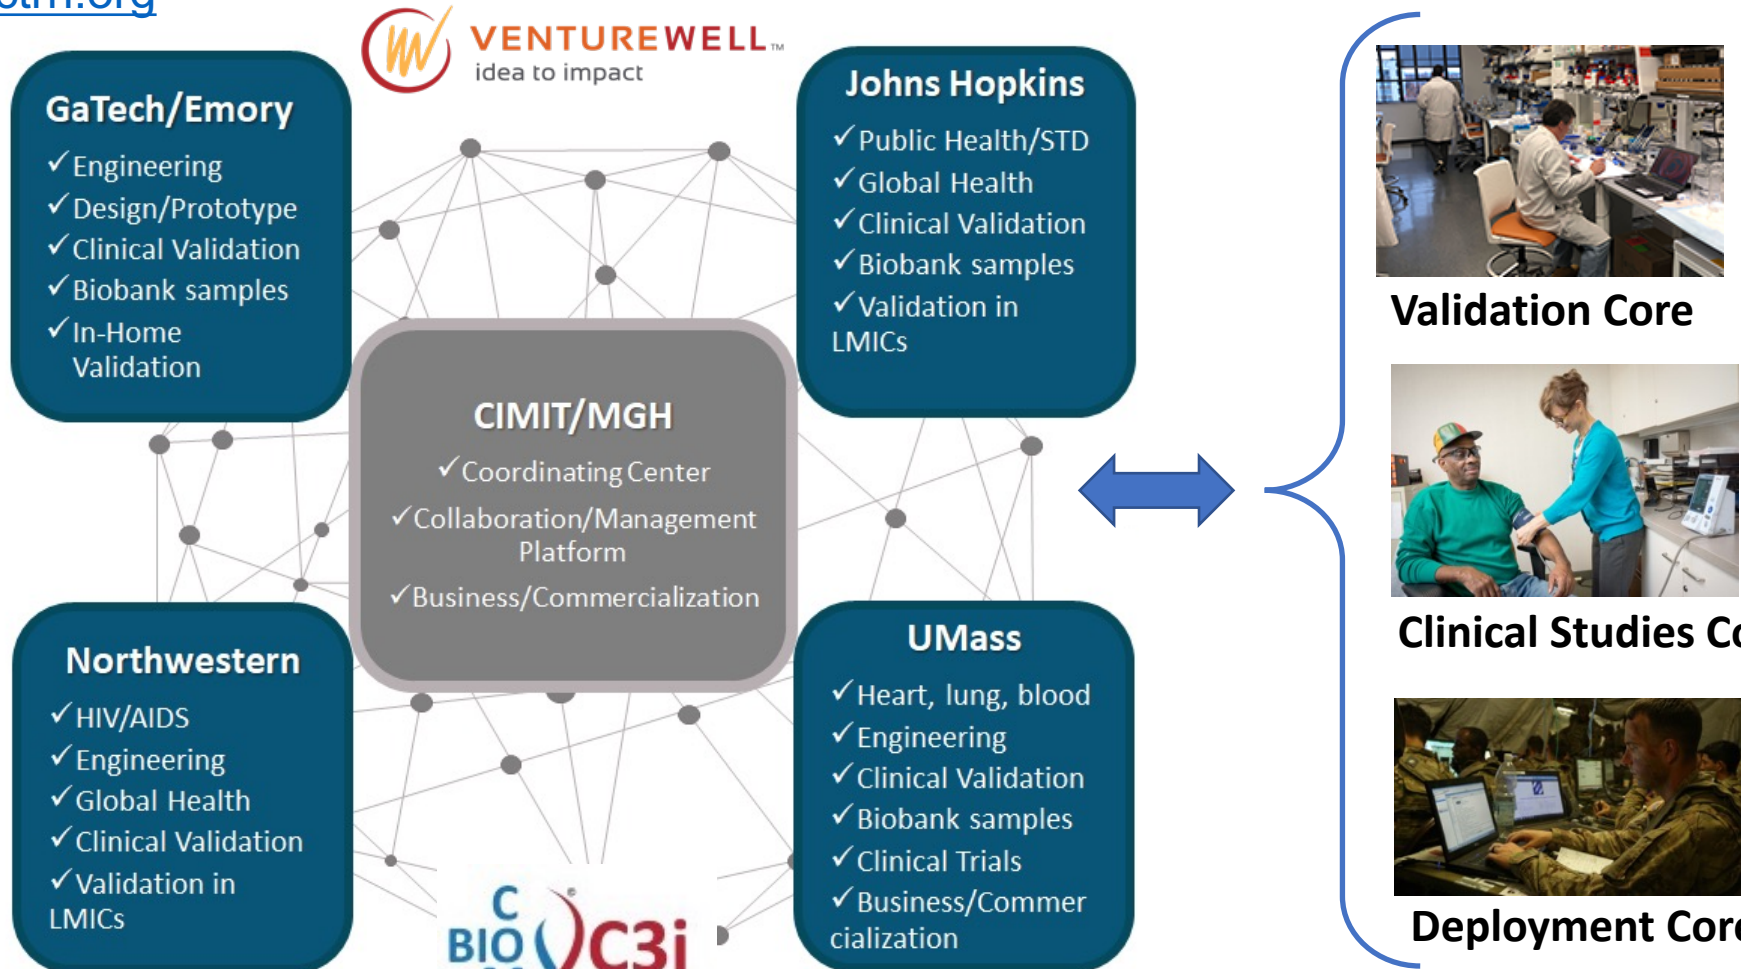 VENTUREWELL™
idea to impact
GaTech/Emory
✓Engineering
✓Design/Prototype
✓Clinical Validation
✓Biobank samples
✓In-Home
Validation
Johns Hopkins
✓Public Health/STD
✓Global Health
✓Clinical Validation
✓Biobank samples
✓Validation in
LMICs
CIMIT/MGH
✓Coordinating Center
✓Collaboration/Management
Platform
✓Business/Commercialization
Northwestern
✓HIV/AIDS
✓Engineering
✓Global Health
✓Clinical Validation
✓Validation in
LMICs
UMass
✓Heart, lung, blood
✓Engineering
✓Clinical Validation
✓Biobank samples
✓Clinical Trials
✓Business/Commer
cialization
C
BIO
C3i
®
Validation Core
Clinical Studies
Deployment